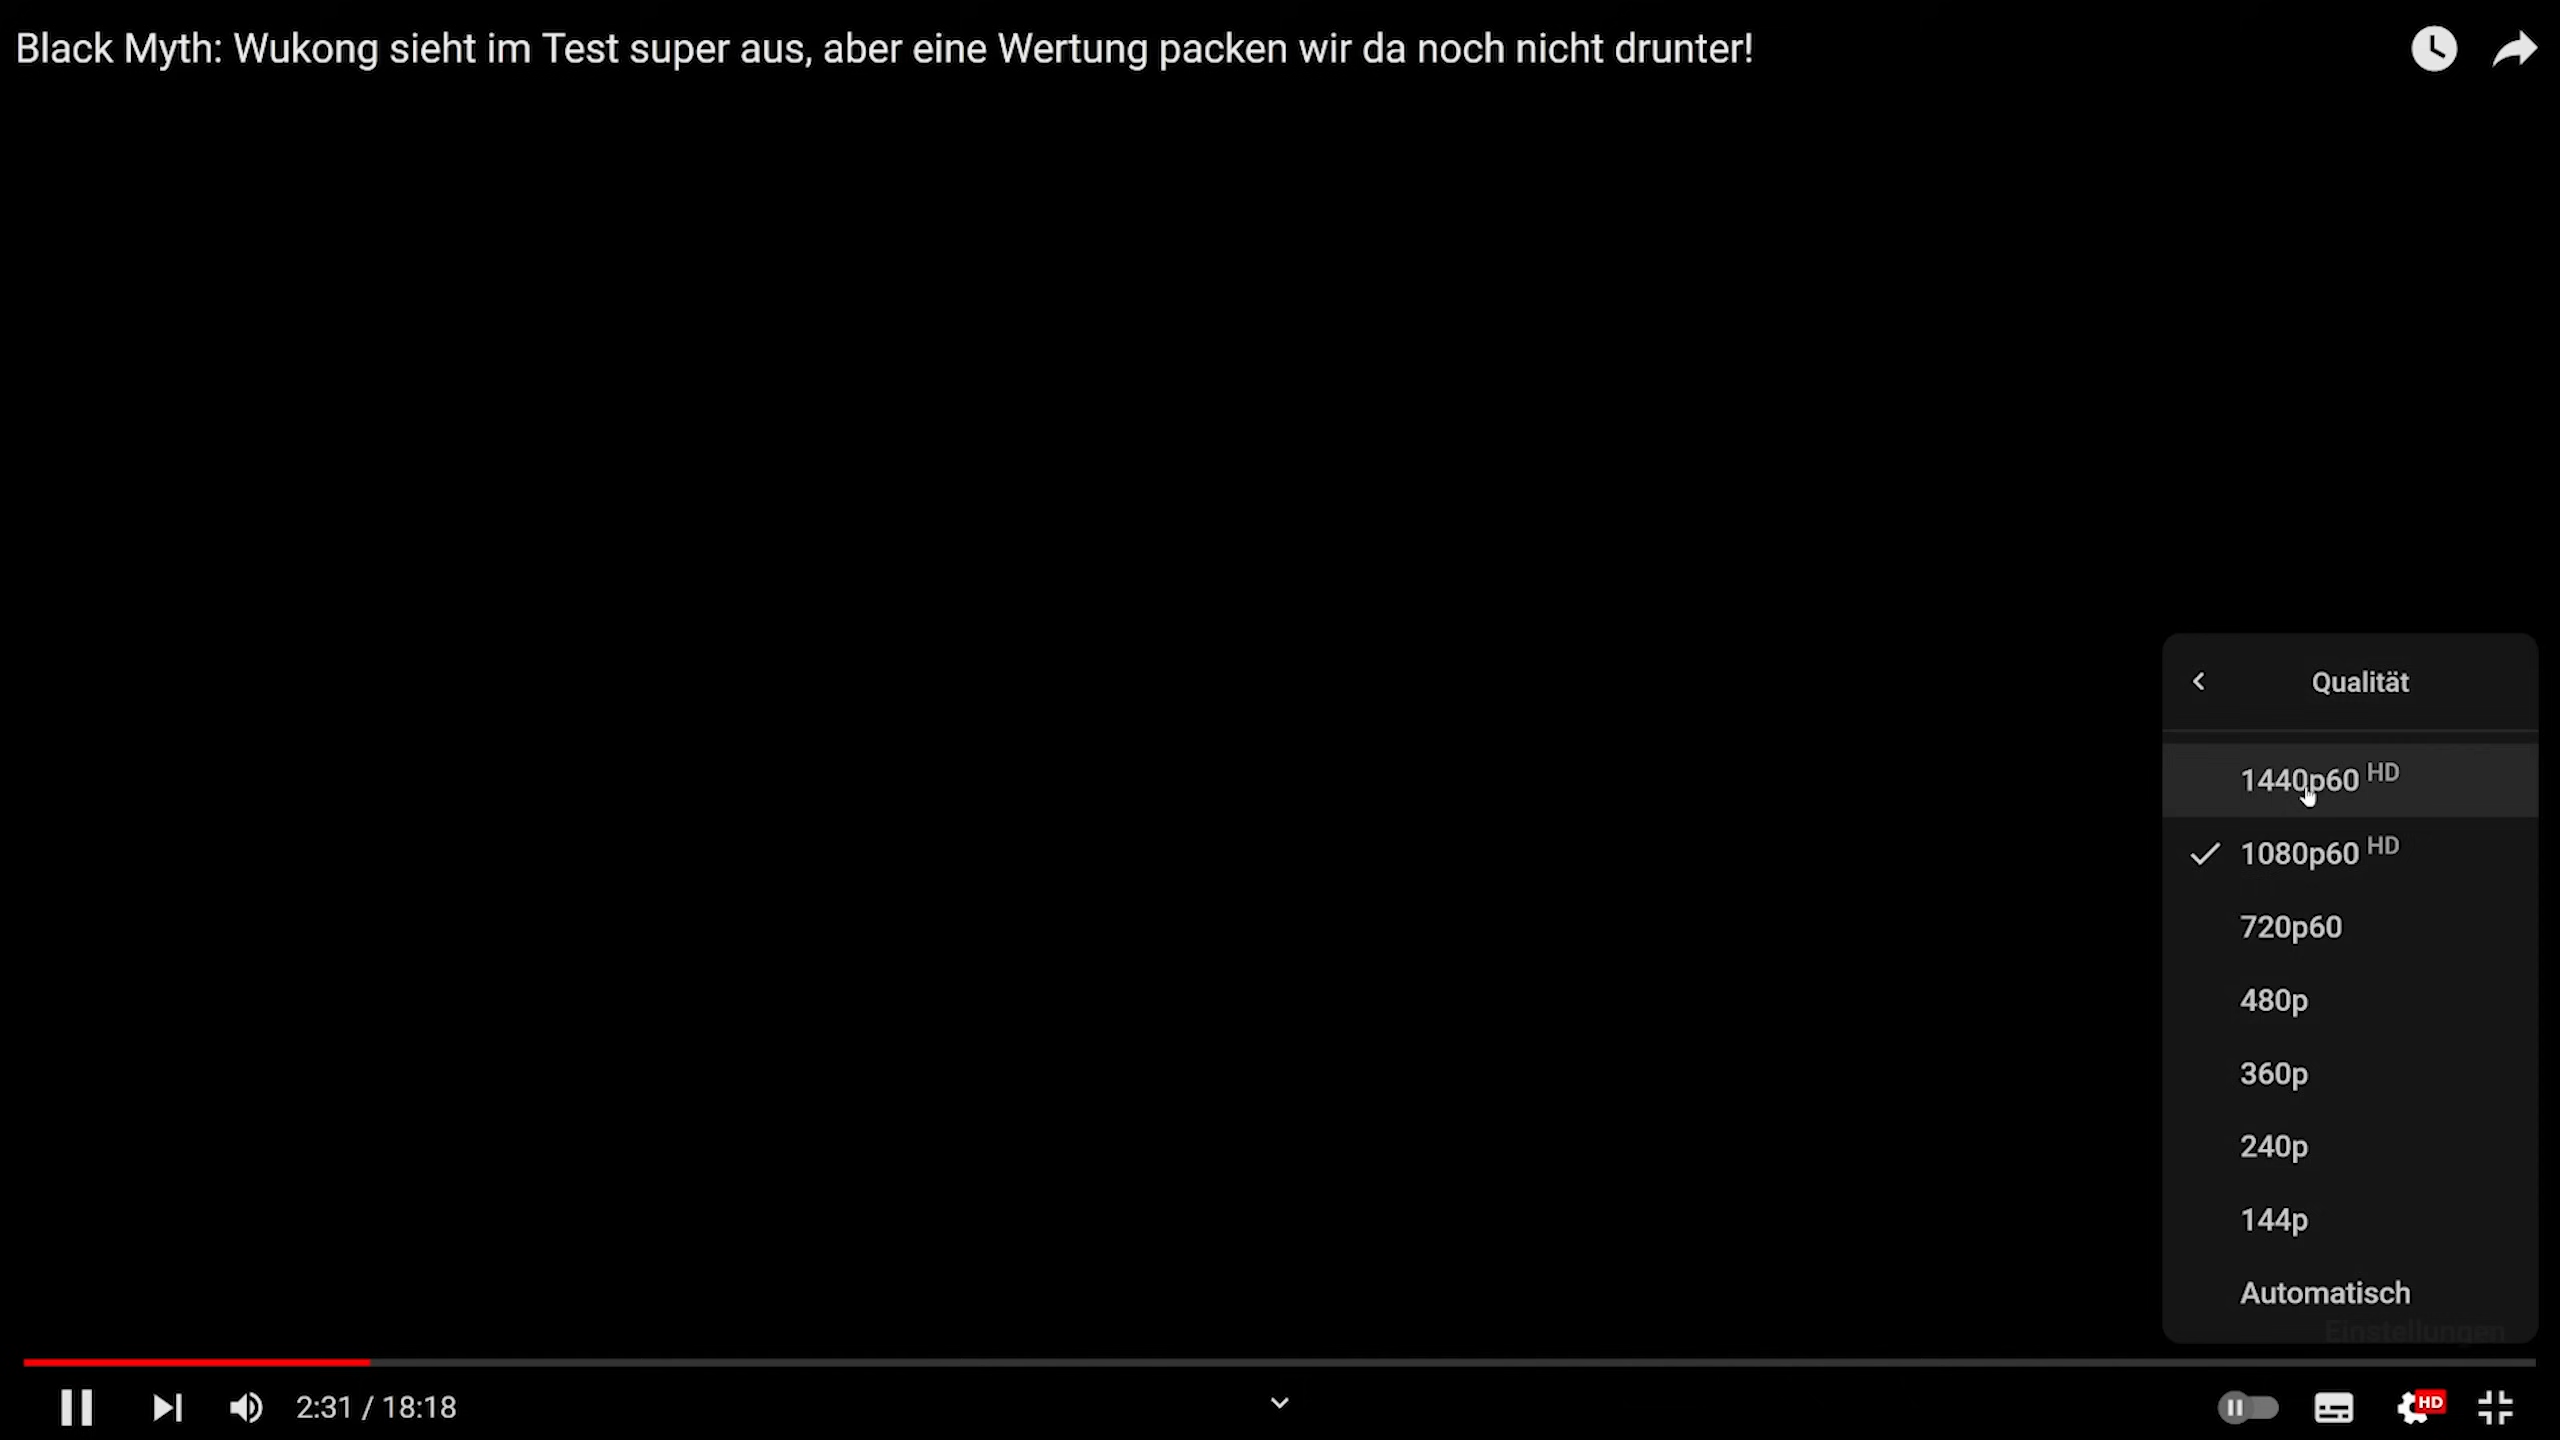 Black Myth: Wukong sieht im Test super aus, aber eine Wertung packen wir da noch nicht drunter!
Qualität
1440p60 HD
1080p60 HD
720p60
480p
360p
240p
144p
Automatisch
Einstellungen
2:31 / 18:18
HD